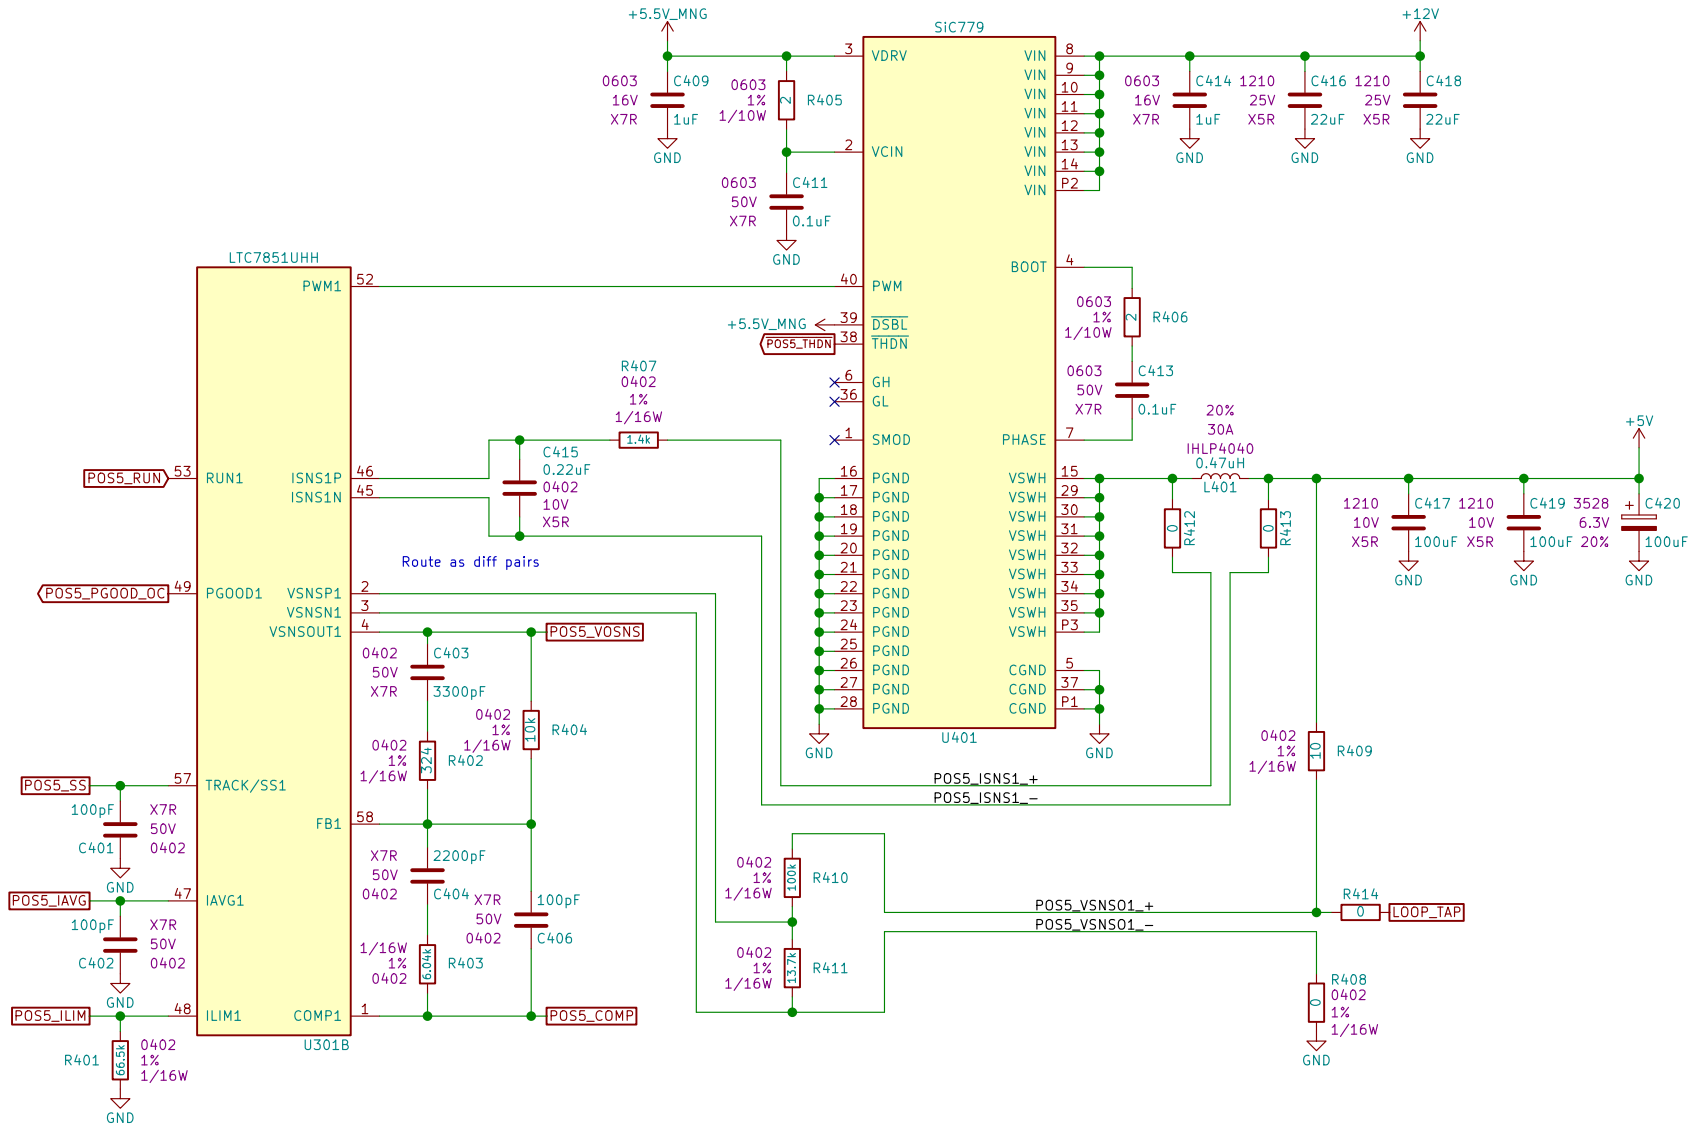 +5.5V_MNG
SiC779
+12V
3
VDRV
VIN
8
VIN
9
VIN
10
VIN
11
VIN
12
2
VCIN
VIN
13
VIN
14
VIN
P2
0603
16V
X7R
C409
1uF
GND
0603
1%
1/10W
2
R405
0603
50V
X7R
C411
0.1uF
GND
0603
16V
X7R
C414
1uF
GND
1210
25V
X5R
C416
22uF
GND
1210
25V
X5R
C418
22uF
GND
LTC7851UHH
PWM1
52
40
PWM
BOOT
4
+5.5V_MNG
39
DSBL
POS5_THDN
38
THDN
6
GH
36
GL
1
SMOD
PHASE
7
0603
1%
1/10W
2
R406
0603
50V
X7R
C413
0.1uF
R407
0402
1%
1/16W
1.4k
C415
0.22uF
0402
10V
X5R
20%
30A
IHLP4040
0.47uH
L401
+5V
POS5_RUN
53
RUN1
ISNS1P
46
ISNS1N
45
16
PGND
VSWH
15
17
PGND
VSWH
29
18
PGND
VSWH
30
19
PGND
VSWH
31
20
PGND
VSWH
32
21
PGND
VSWH
33
22
PGND
VSWH
34
23
PGND
VSWH
35
24
PGND
VSWH
P3
25
PGND
26
PGND
CGND
5
27
PGND
CGND
37
28
PGND
CGND
P1
GND
U401
GND
0
R412
0
R413
1210
10V
X5R
C417
100uF
GND
1210
10V
X5R
C419
100uF
GND
3528
6.3V
20%
+
C420
100uF
GND
Route as diff pairs
POS5_PGOOD_OC
49
PGOOD1
VSNSP1
2
VSNSN1
3
VSNSOUT1
4
POS5_VOSNS
0402
50V
X7R
C403
3300pF
0402
1%
1/16W
10k
R404
0402
1%
1/16W
324
R402
0402
1%
1/16W
10
R409
POS5_ISNS1_+
POS5_ISNS1_-
POS5_SS
57
TRACK/SS1
100pF
C401
X7R
50V
0402
GND
FB1
58
X7R
50V
0402
2200pF
C404
X7R
50V
0402
100pF
C406
0402
1%
1/16W
100k
R410
POS5_VSNSO1_+
POS5_VSNSO1_-
R414
0
LOOP_TAP
POS5_IAVG
47
IAVG1
100pF
C402
X7R
50V
0402
GND
1/16W
1%
0402
6.04k
R403
0402
1%
1/16W
13.7k
R411
R408
0402
1%
1/16W
0
GND
POS5_ILIM
48
ILIM1
COMP1
1
POS5_COMP
U301B
R401
66.5k
0402
1%
1/16W
GND